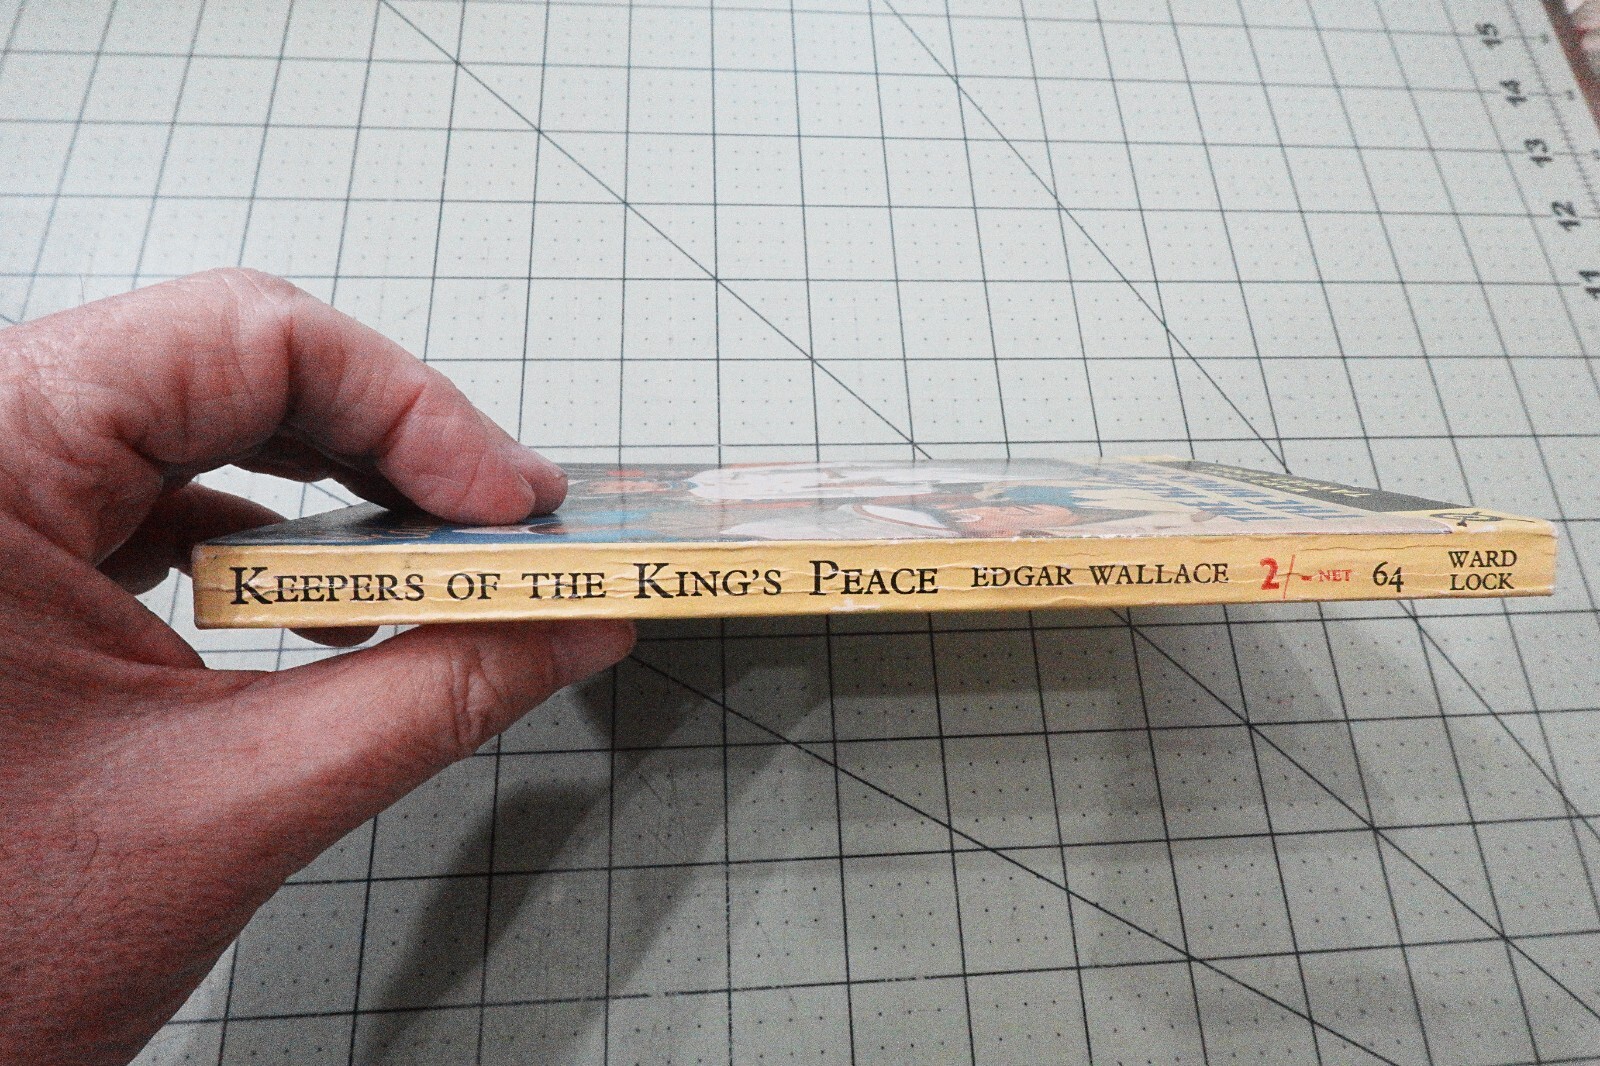 15
14
13
12
11
KEEPERS OF THE KING'S PEACE EDGAR WALLACE 2/- NET 64 WARD
LOCK